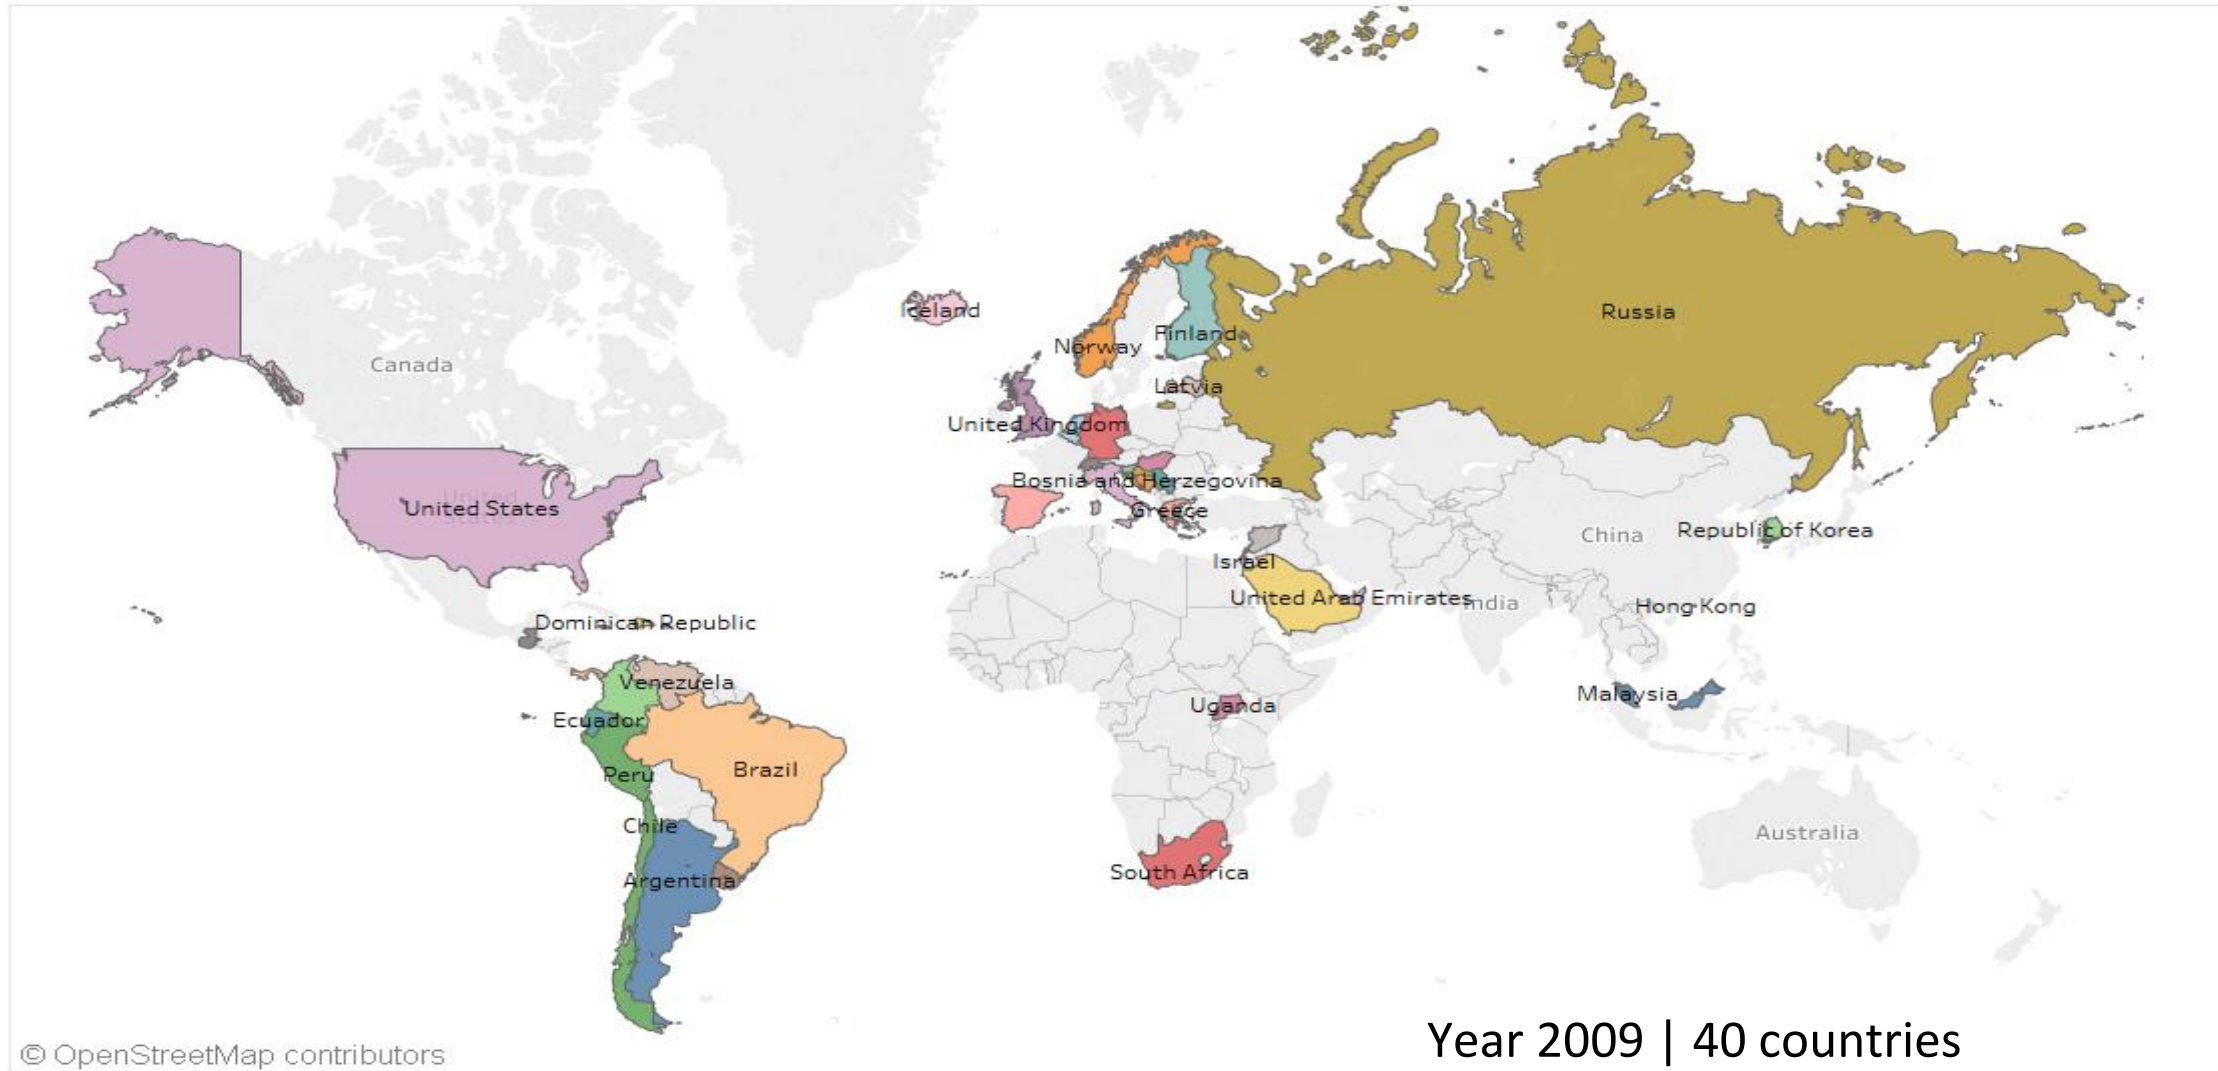 Iceland
Russia
Finland
Norway
Canada
Latvia
United Kingdom
Bosnia and Herzegovina
United States
United States
Greece
Republic of Korea
China
Israel
United Arab Emirates
India
Hong Kong
Dominican Republic
Venezuela
Malaysia
Uganda
Ecuador
Brazil
Peru
Chile
Australia
South Africa
Argentina
Year 2009 | 40 countries
© OpenStreetMap contributors